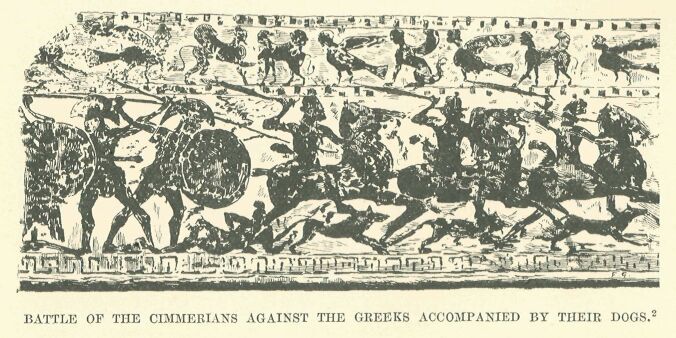 F G
BATTLE OF THE CIMMERIANS AGAINST THE GREEKS ACCOMPANIED BY THEIR DOGS.²